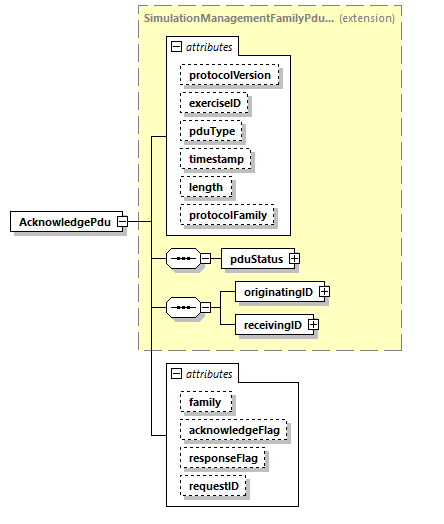 SimulationManagementFamilyPdu... (extension)
attributes
protocolVersion
exerciseID
pduType
timestamp
length
protocolFamily
AcknowledgePdu
pduStatus
originatingID
receivingID
attributes
family
acknowledgeFlag
responseFlag
requestID